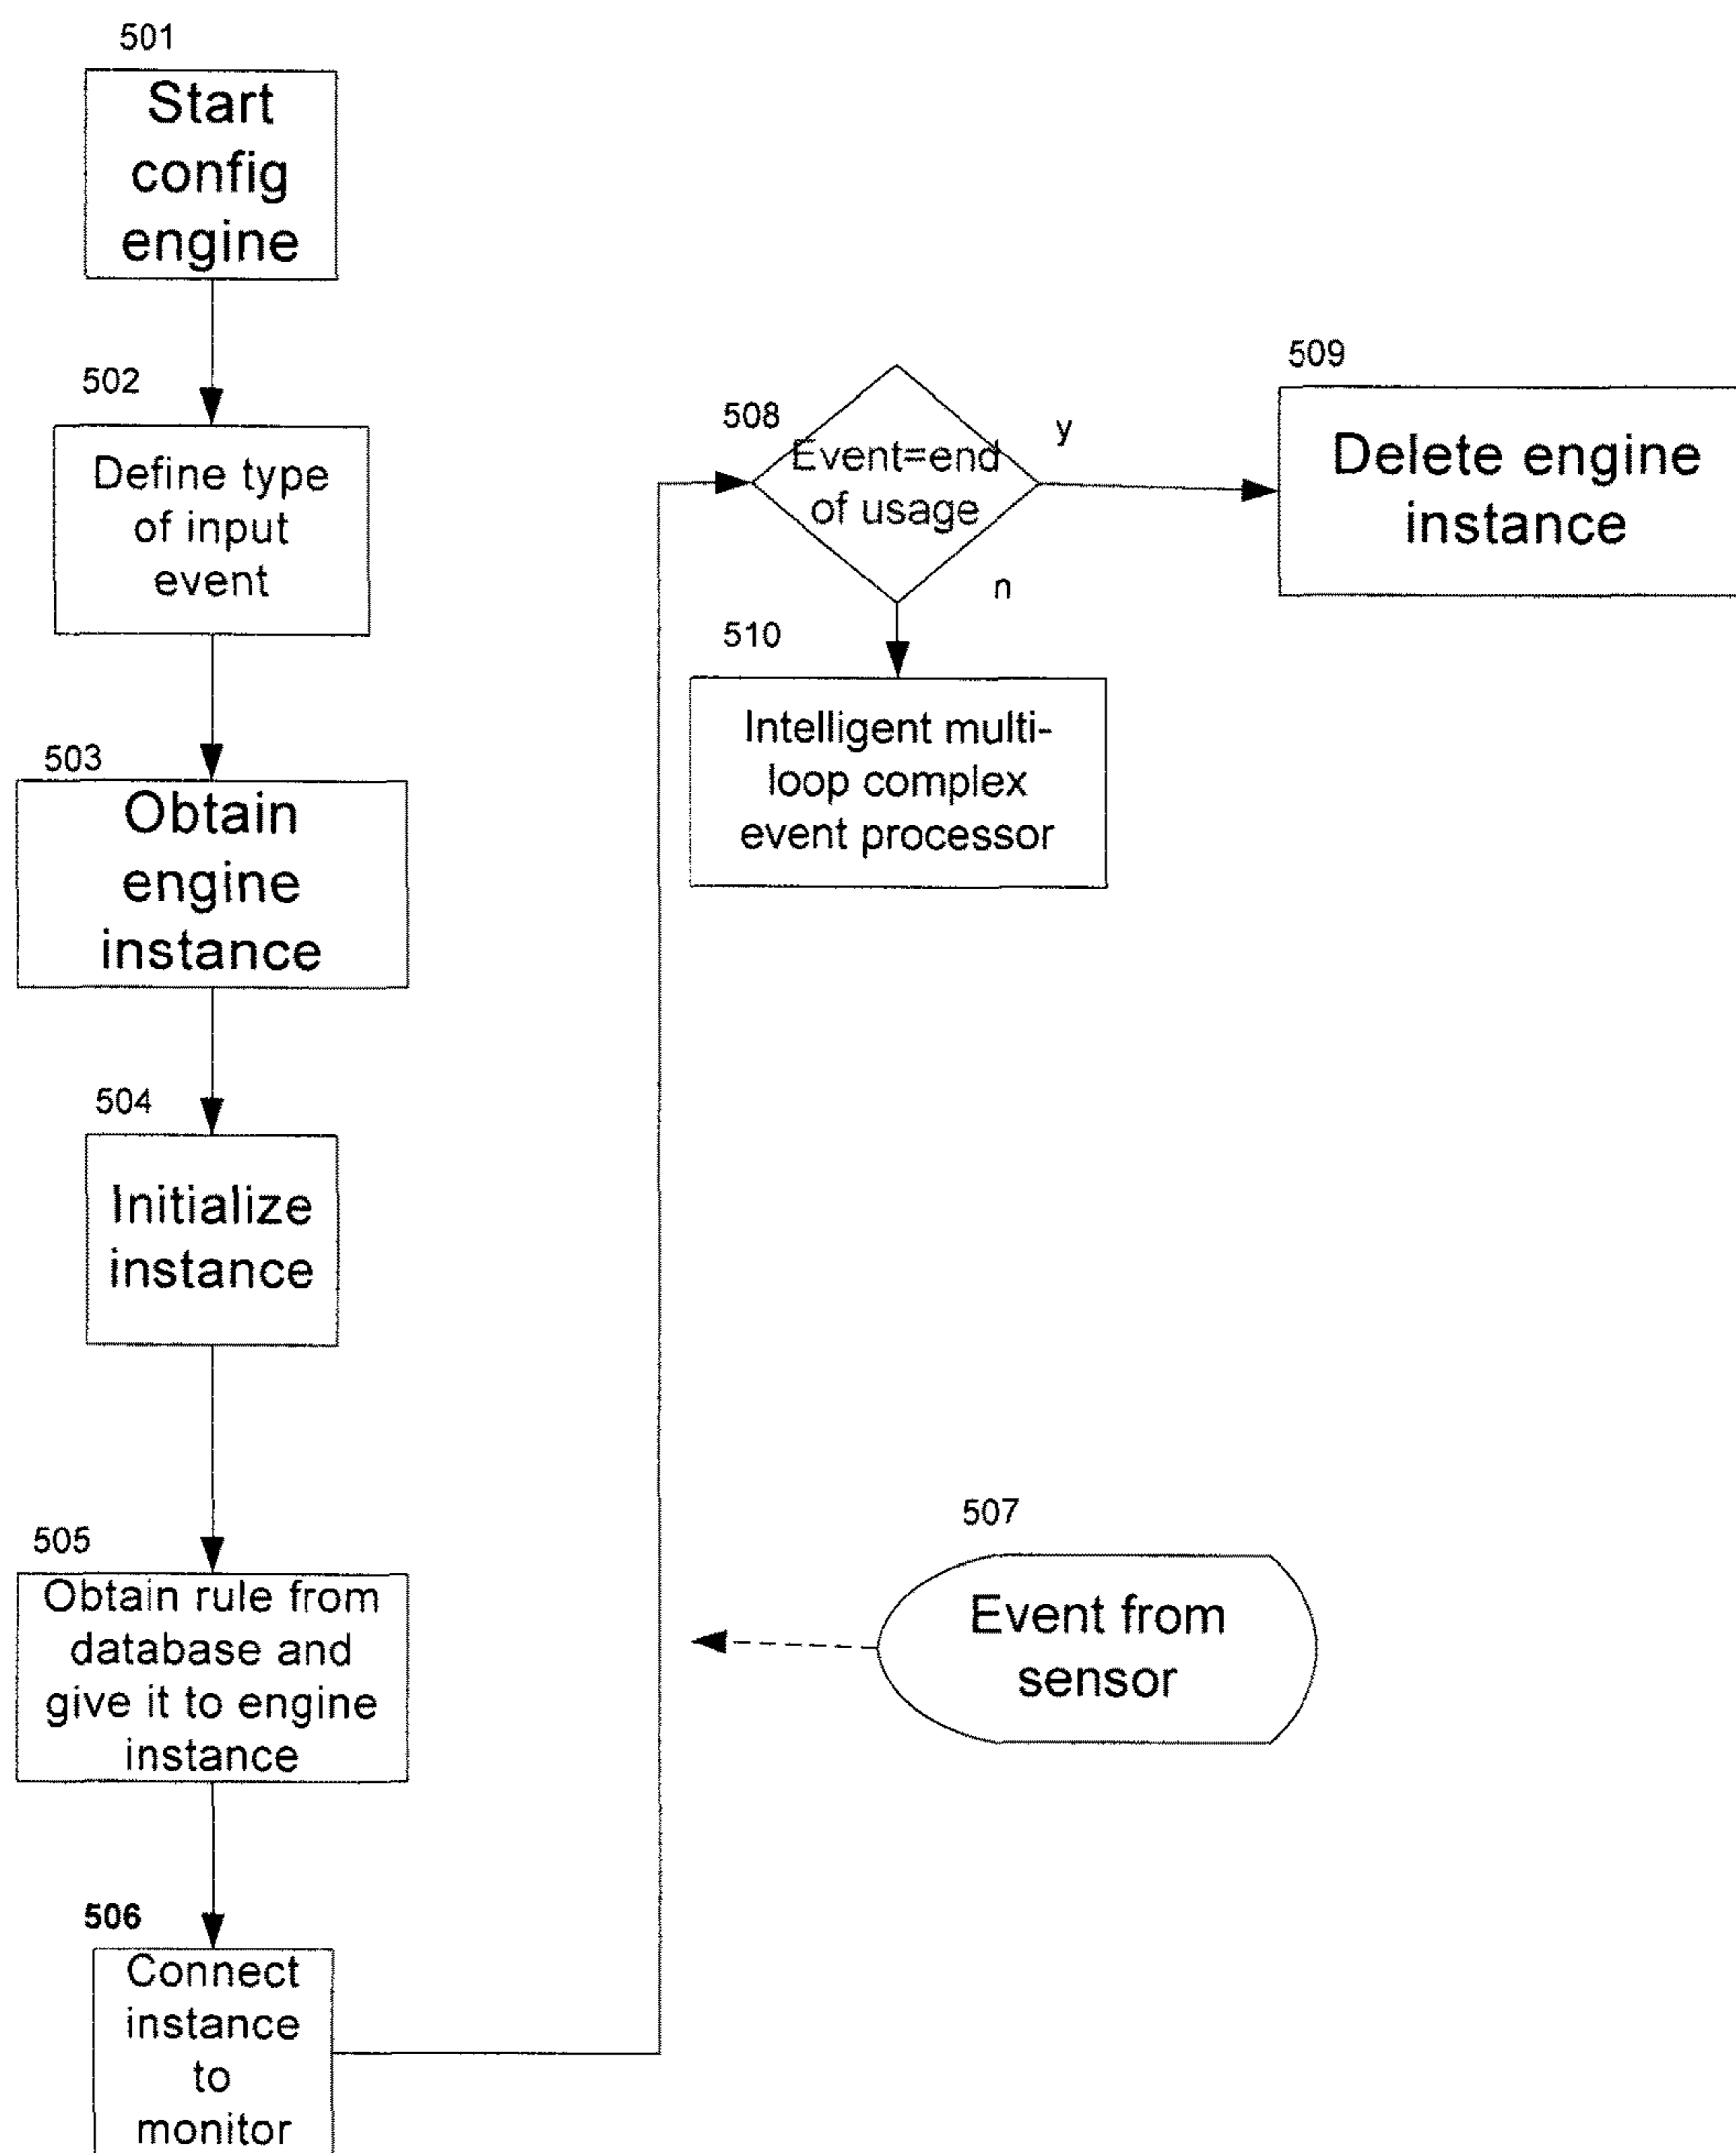 501
Start
config
engine
502
Define type
of input
event
503
Obtain
engine
instance
504
Initialize
instance
505
Obtain rule from
database and
give it to engine
instance
506
Connect
instance
to
monitor
508
Event=end
of usage
y
n
509
Delete engine
instance
510
Intelligent multi-
loop complex
event processor
507
Event from
sensor